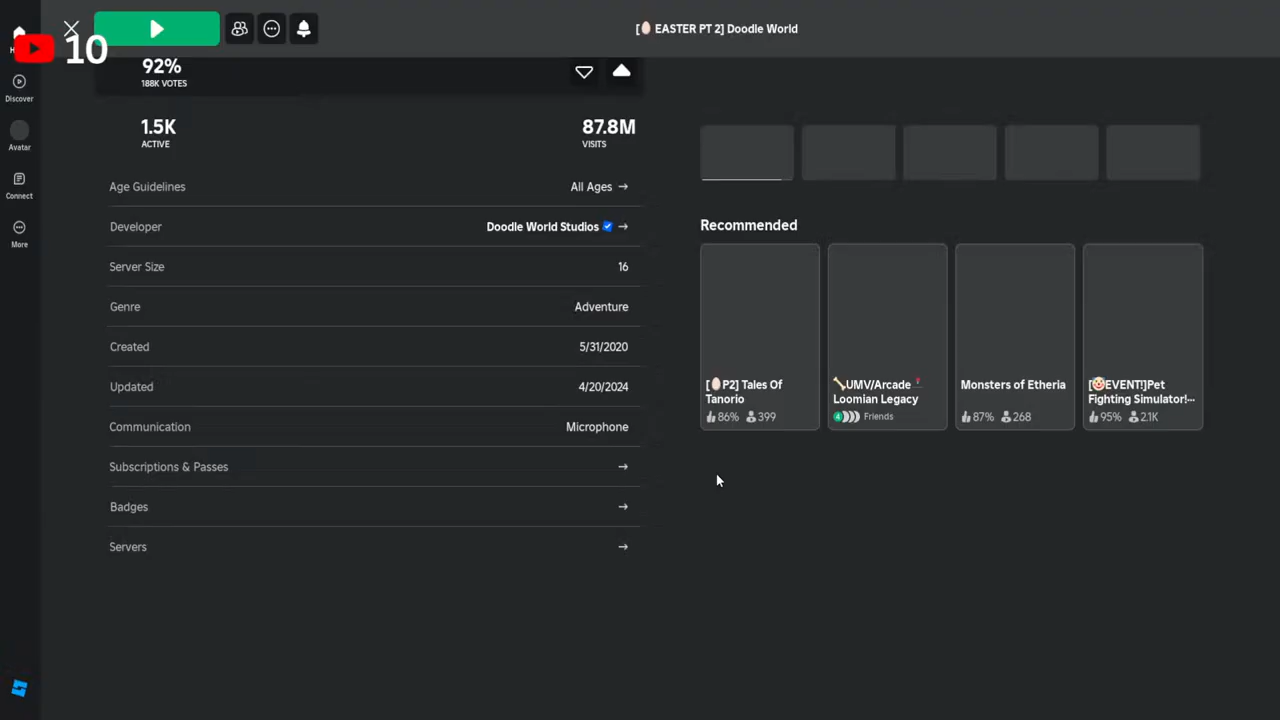 [🥚 EASTER PT 2] Doodle World
10
Discover
Avatar
Connect
More
92%
188K VOTES
1.5K
ACTIVE
87.8M
VISITS
Age Guidelines
All Ages →
Developer
Doodle World Studios →
Server Size
16
Genre
Adventure
Created
5/31/2020
Updated
4/20/2024
Communication
Microphone
Subscriptions & Passes →
Badges →
Servers →
Recommended
[🥚P2] Tales Of
Tanorio
86% 399
🦴UMV/Arcade🌹
Loomian Legacy
4 Friends
Monsters of Etheria
87% 268
[🤡EVENT!]Pet
Fighting Simulator!...
95% 2.1K